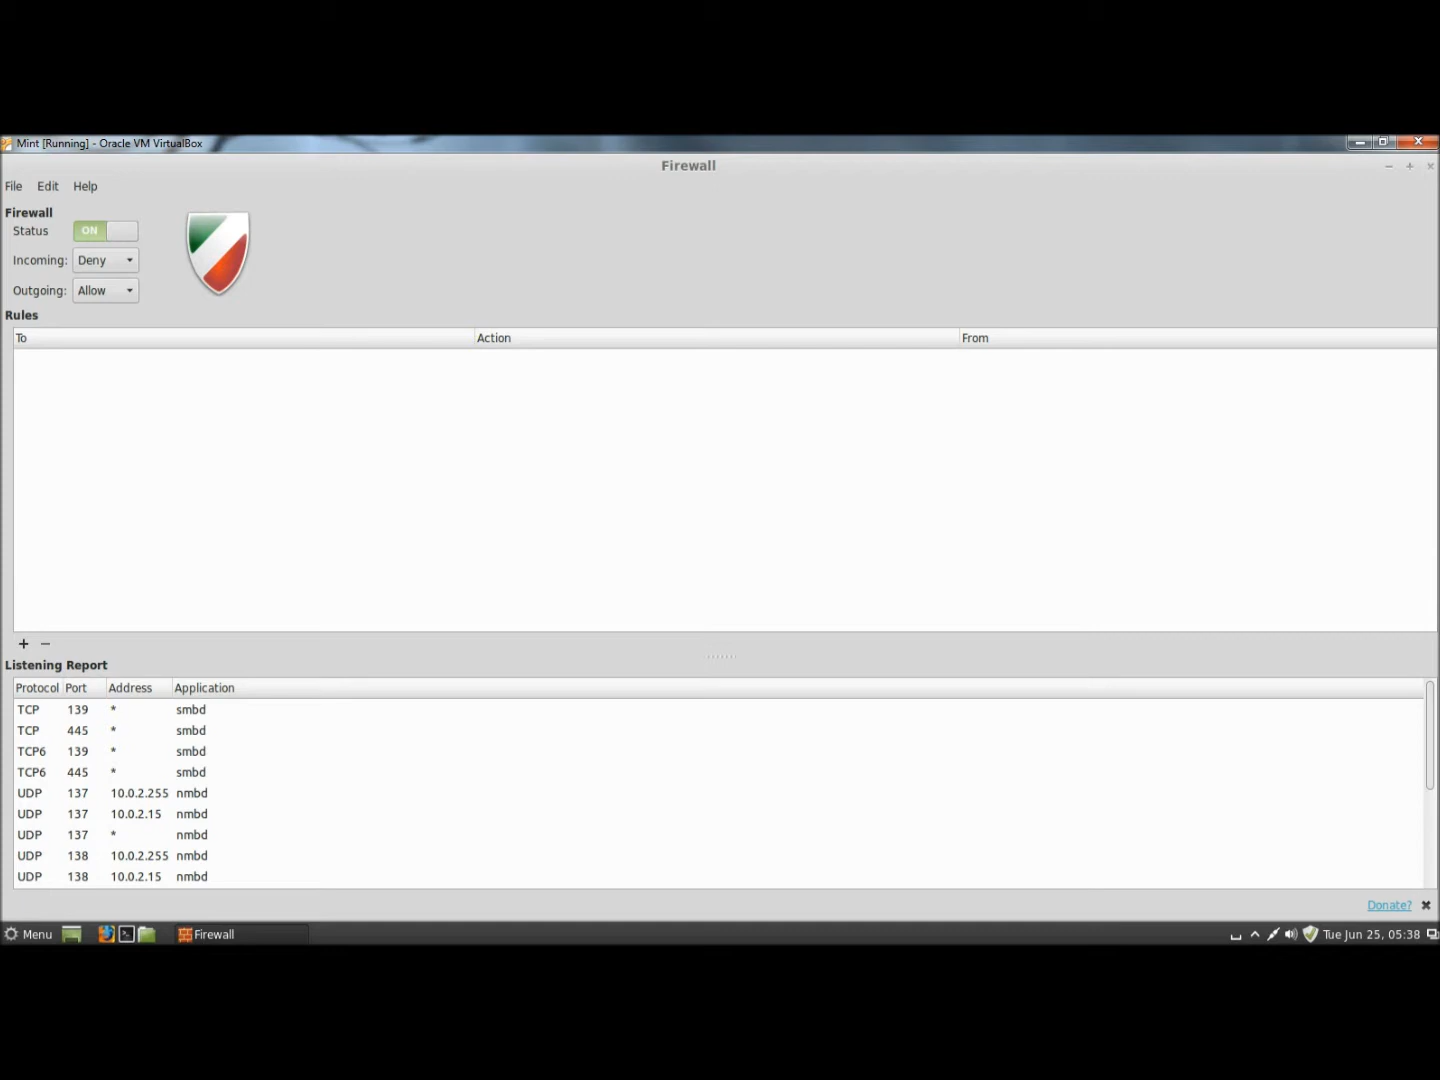 Mint [Running] - Oracle VM VirtualBox
Firewall
File Edit Help
Firewall
Status ON
Incoming: Deny
Outgoing: Allow
Rules
To Action From
+ −
Listening Report
Protocol Port Address Application
TCP 139 * smbd
TCP 445 * smbd
TCP6 139 * smbd
TCP6 445 * smbd
UDP 137 10.0.2.255 nmbd
UDP 137 10.0.2.15 nmbd
UDP 137 * nmbd
UDP 138 10.0.2.255 nmbd
UDP 138 10.0.2.15 nmbd
Donate?
Menu Firewall Tue Jun 25, 05:38